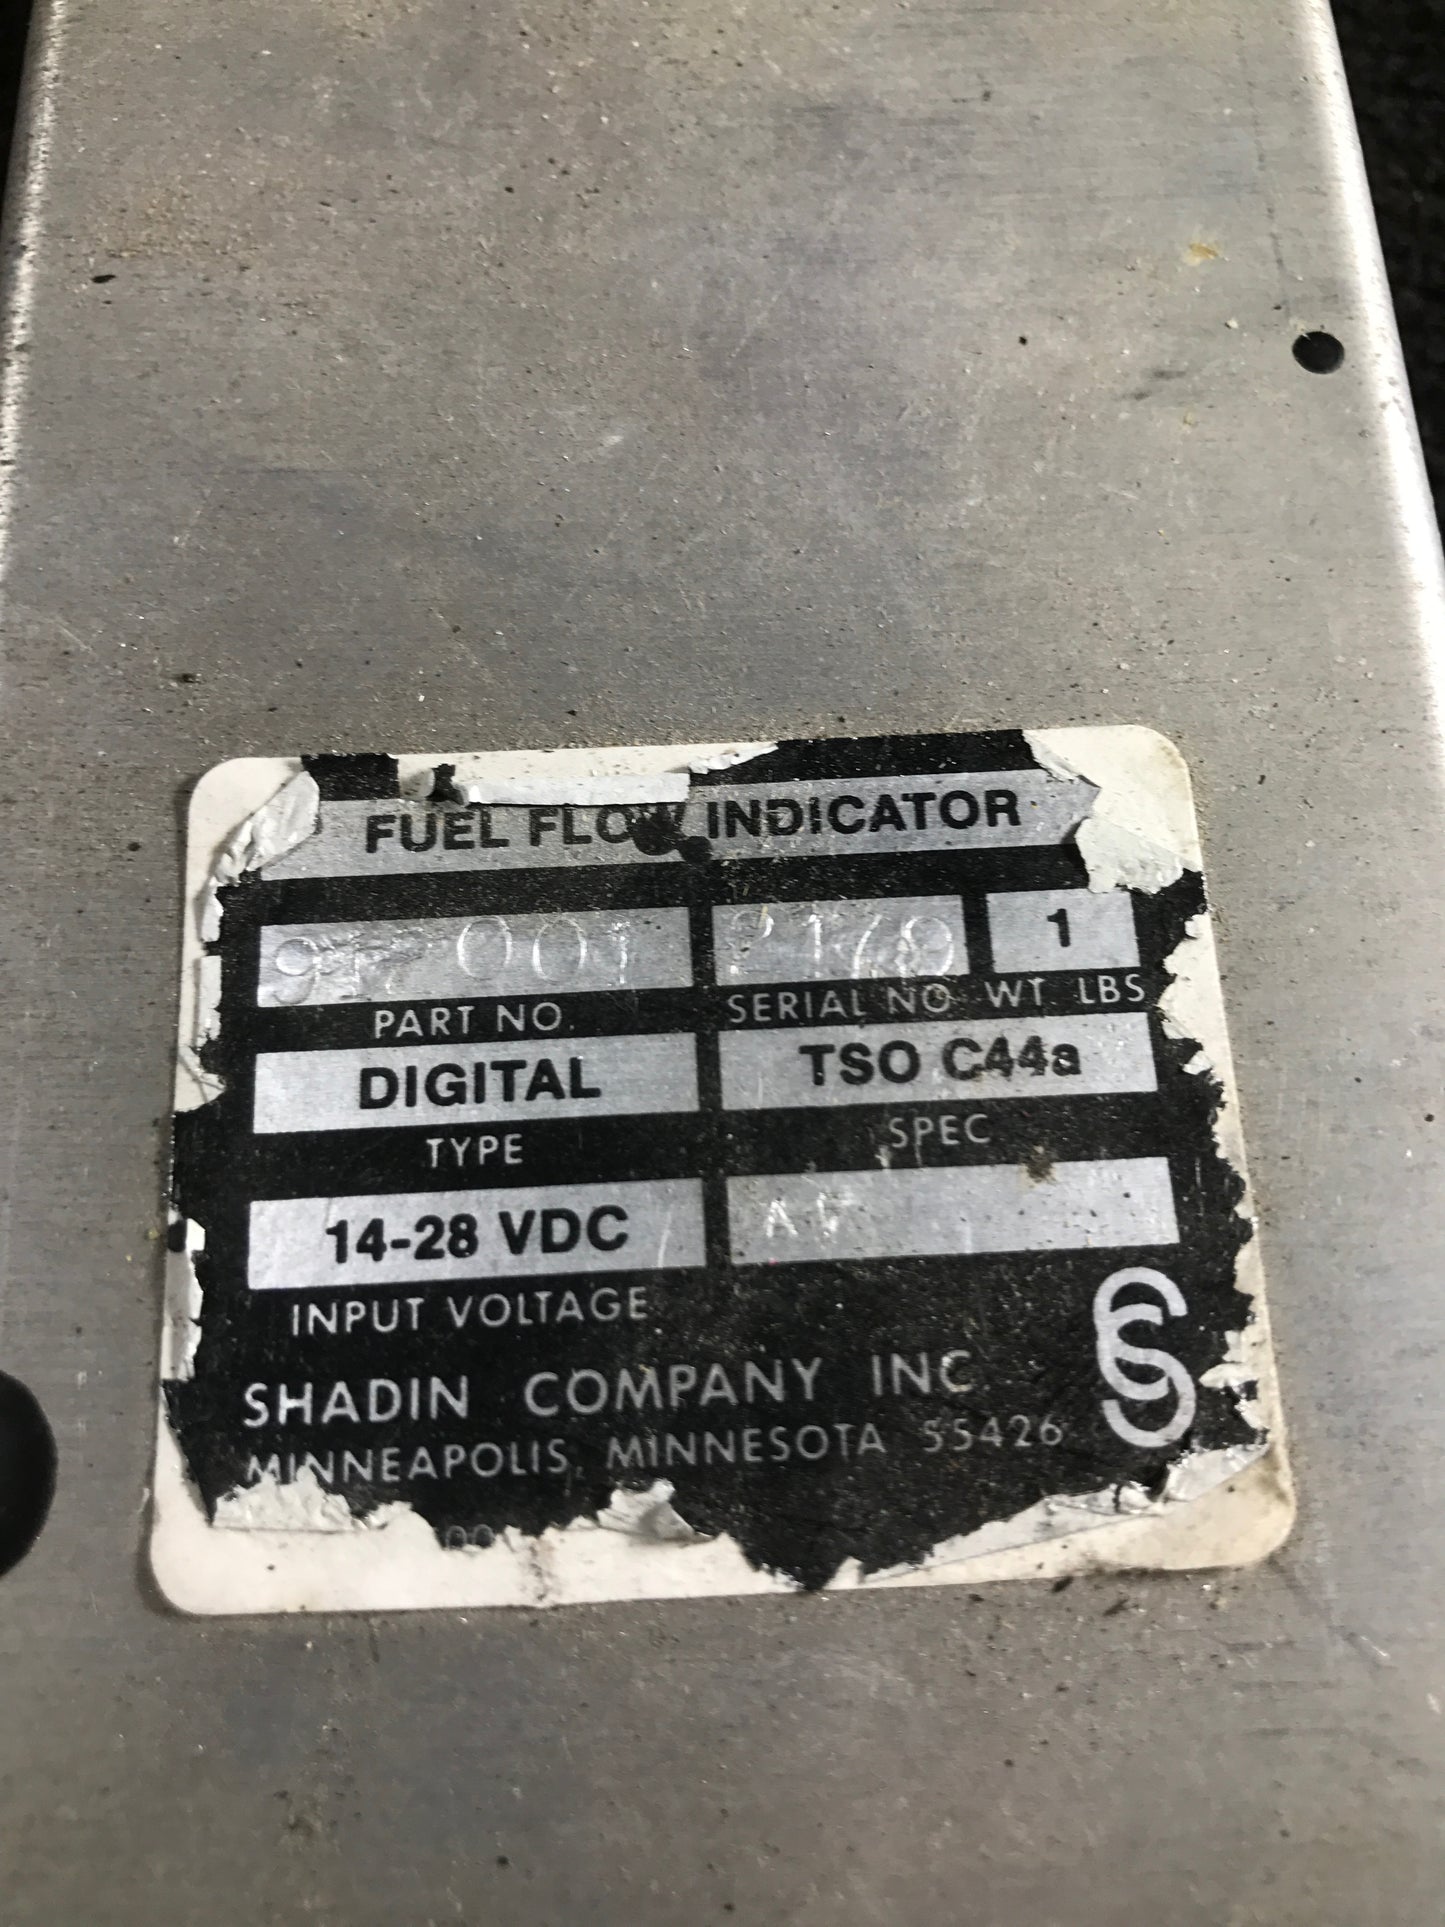 FUEL FLOW INDICATOR
1
PART NO. SERIAL NO WT. LBS
DIGITAL TSO C44a
TYPE SPEC
14-28 VDC
INPUT VOLTAGE
SHADIN COMPANY INC.
MINNEAPOLIS, MINNESOTA 55426